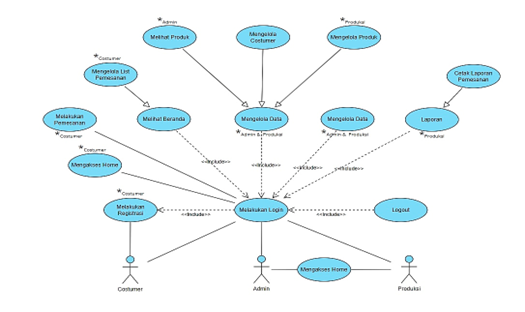 *Admin
Melihat Produk
Mengelola
Costumer
*Produksi
Mengelola Produk
*Costumer
Mengelola List
Pemesanan
Cetak Laporan
Pemesanan
Melakukan
Pemesanan
*Costumer
Melihat Beranda
Mengelola Data
*Admin & Produksi
Mengelola Data
*Admin & Produksi
Laporan
*Produksi
*Costumer
Mengakses Home
<<Include>>
<<Include>>
<<Include>>
<<Include>>
*Costumer
Melakukan
Registrasi
<<Include>>
Melakukan Login
<<Include>>
Logout
Mengakses Home
Costumer
Admin
Produksi